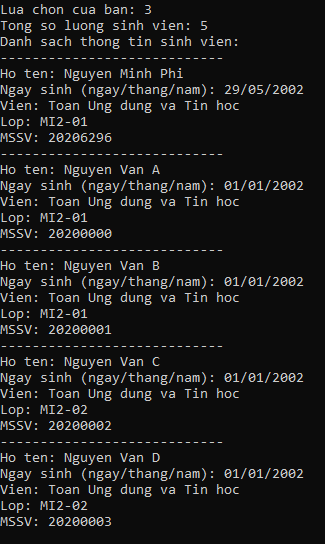 Lua chon cua ban: 3
Tong so luong sinh vien: 5
Danh sach thong tin sinh vien:
----------------------------
Ho ten: Nguyen Minh Phi
Ngay sinh (ngay/thang/nam): 29/05/2002
Vien: Toan Ung dung va Tin hoc
Lop: MI2-01
MSSV: 20206296
----------------------------
Ho ten: Nguyen Van A
Ngay sinh (ngay/thang/nam): 01/01/2002
Vien: Toan Ung dung va Tin hoc
Lop: MI2-01
MSSV: 20200000
----------------------------
Ho ten: Nguyen Van B
Ngay sinh (ngay/thang/nam): 01/01/2002
Vien: Toan Ung dung va Tin hoc
Lop: MI2-01
MSSV: 20200001
----------------------------
Ho ten: Nguyen Van C
Ngay sinh (ngay/thang/nam): 01/01/2002
Vien: Toan Ung dung va Tin hoc
Lop: MI2-02
MSSV: 20200002
----------------------------
Ho ten: Nguyen Van D
Ngay sinh (ngay/thang/nam): 01/01/2002
Vien: Toan Ung dung va Tin hoc
Lop: MI2-02
MSSV: 20200003